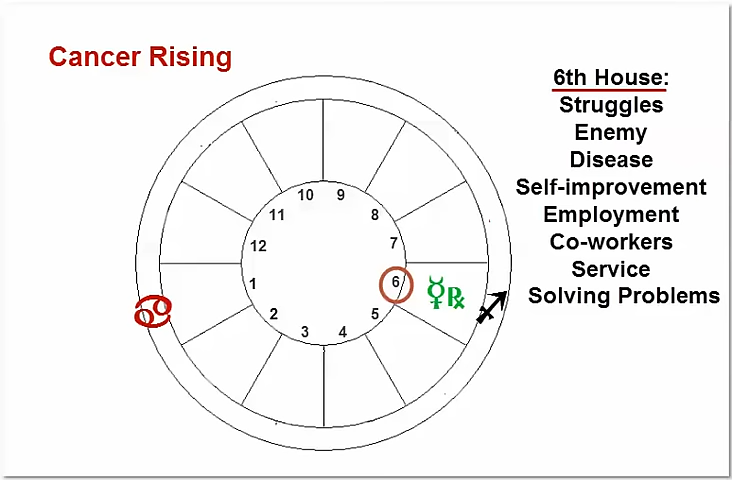 Cancer Rising
6th House:
Struggles
Enemy
Disease
Self-improvement
Employment
Co-workers
Service
Solving Problems
10 9
11 8
12 7
1 6
2 5
3 4
♋
☿℞
♐